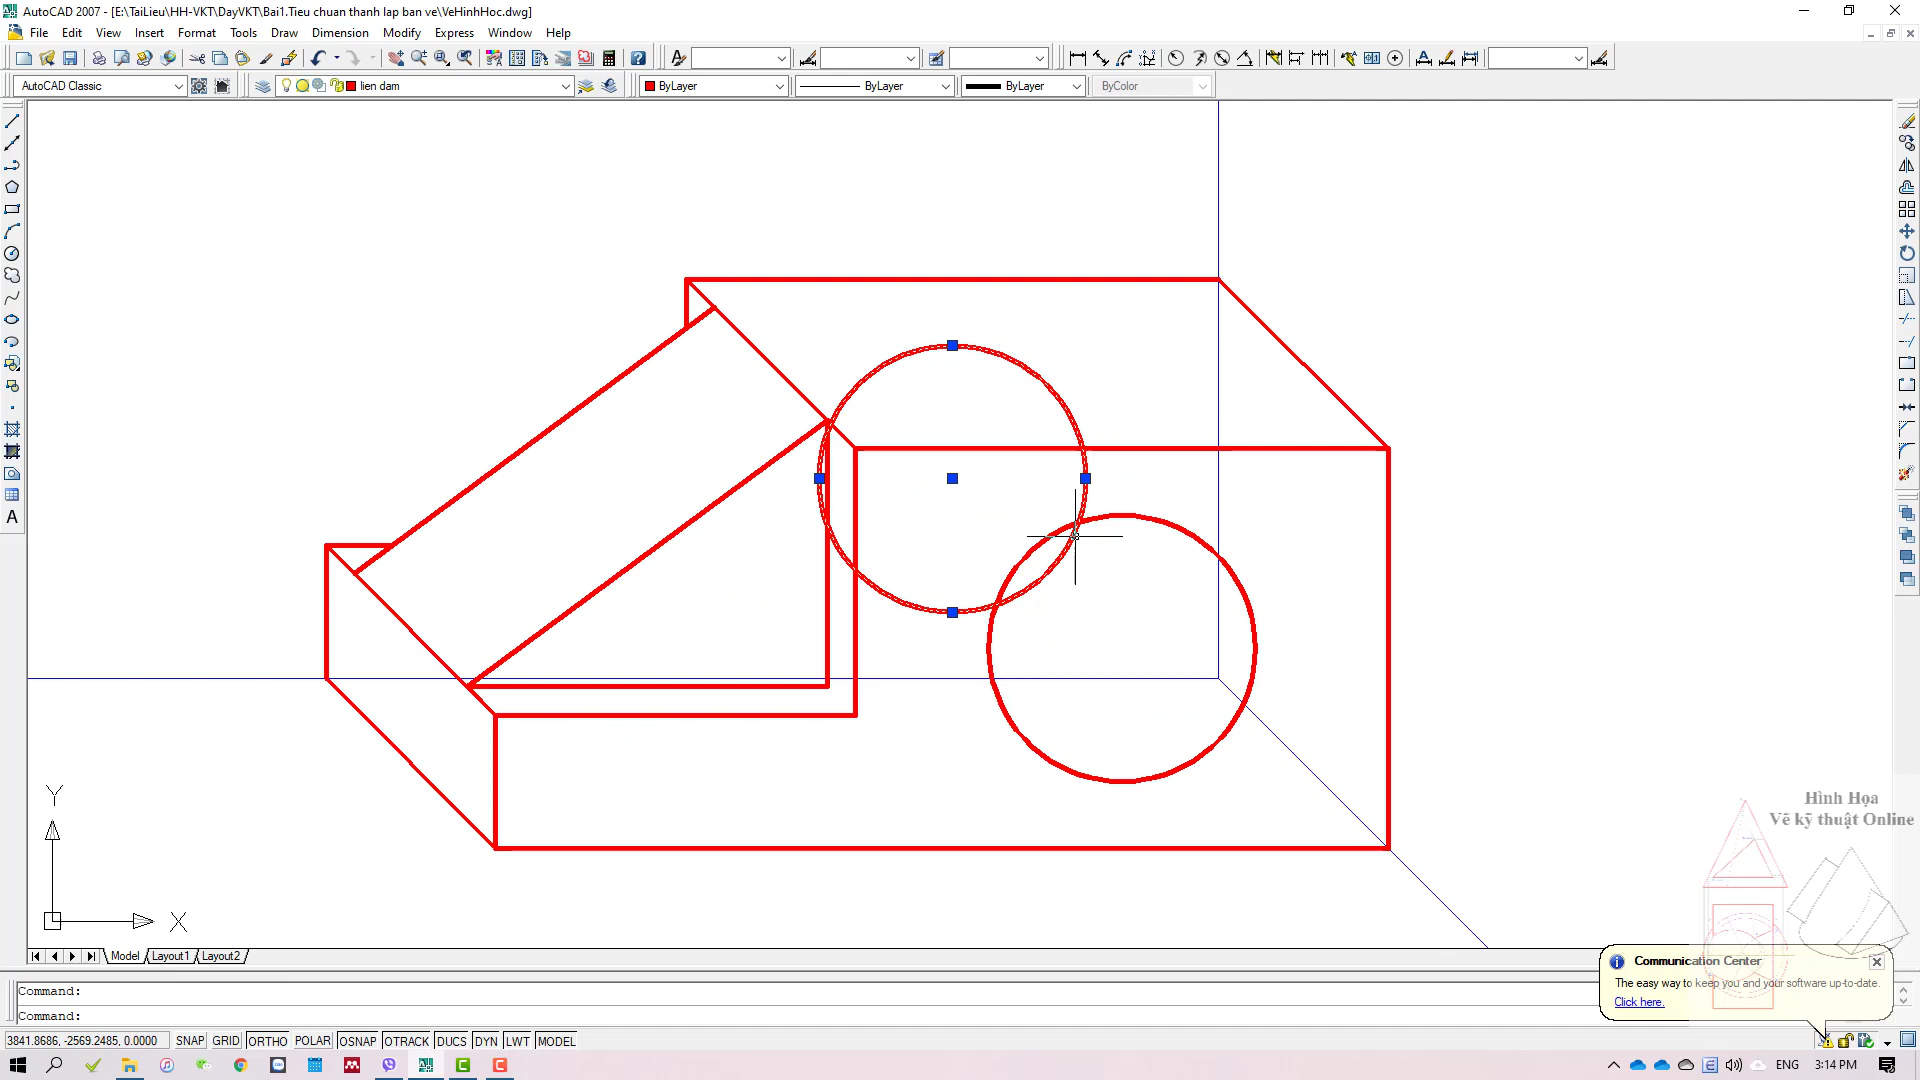 AutoCAD 2007 - [E:\TaiLieu\HH-VKT\DayVKT\Bai1.Tieu chuan thanh lap ban ve\VeHinhHoc.dwg]
File Edit View Insert Format Tools Draw Dimension Modify Express Window Help
AutoCAD Classic
lien dam
ByLayer
ByLayer
ByLayer
ByColor
A
Y
X
Hình Họa
Vẽ kỹ thuật Online
Model Layout1 Layout2
Communication Center
The easy way to keep you and your software up-to-date.
Click here.
Command:
Command:
3841.8686, -2569.2485, 0.0000 SNAP GRID ORTHO POLAR OSNAP OTRACK DUCS DYN LWT MODEL
ENG 3:14 PM